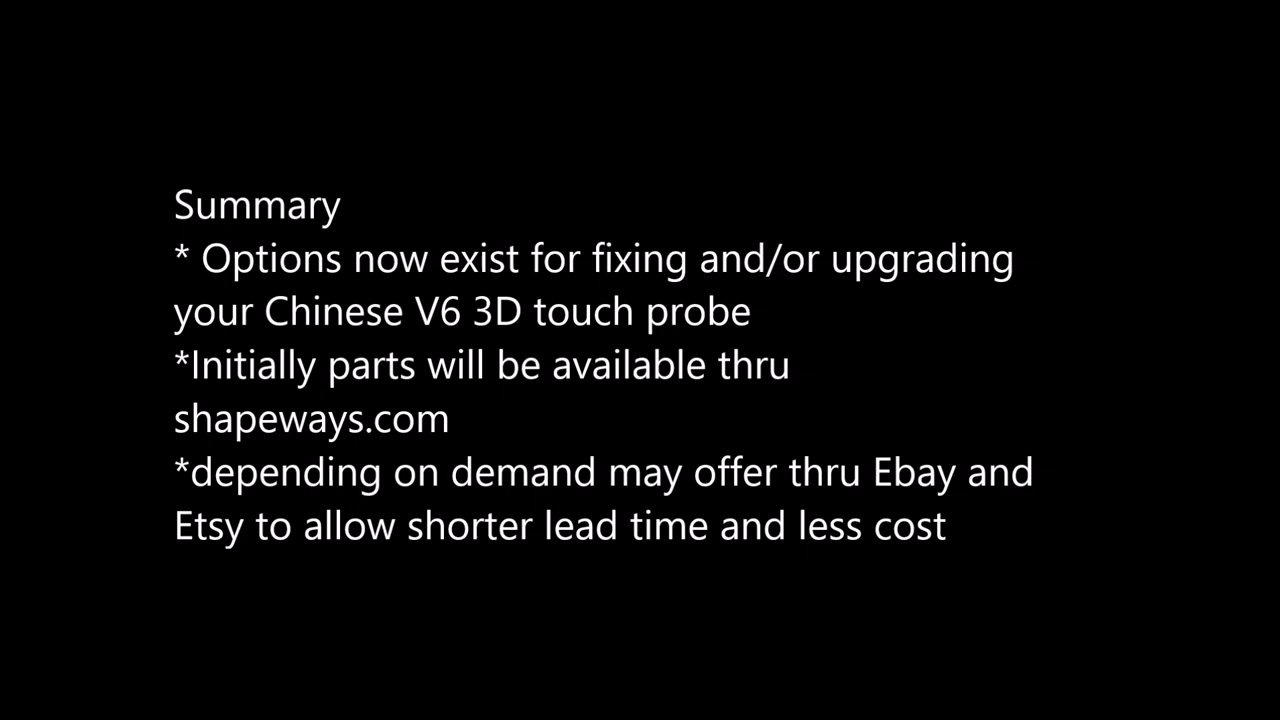 Summary
* Options now exist for fixing and/or upgrading
your Chinese V6 3D touch probe
*Initially parts will be available thru
shapeways.com
*depending on demand may offer thru Ebay and
Etsy to allow shorter lead time and less cost